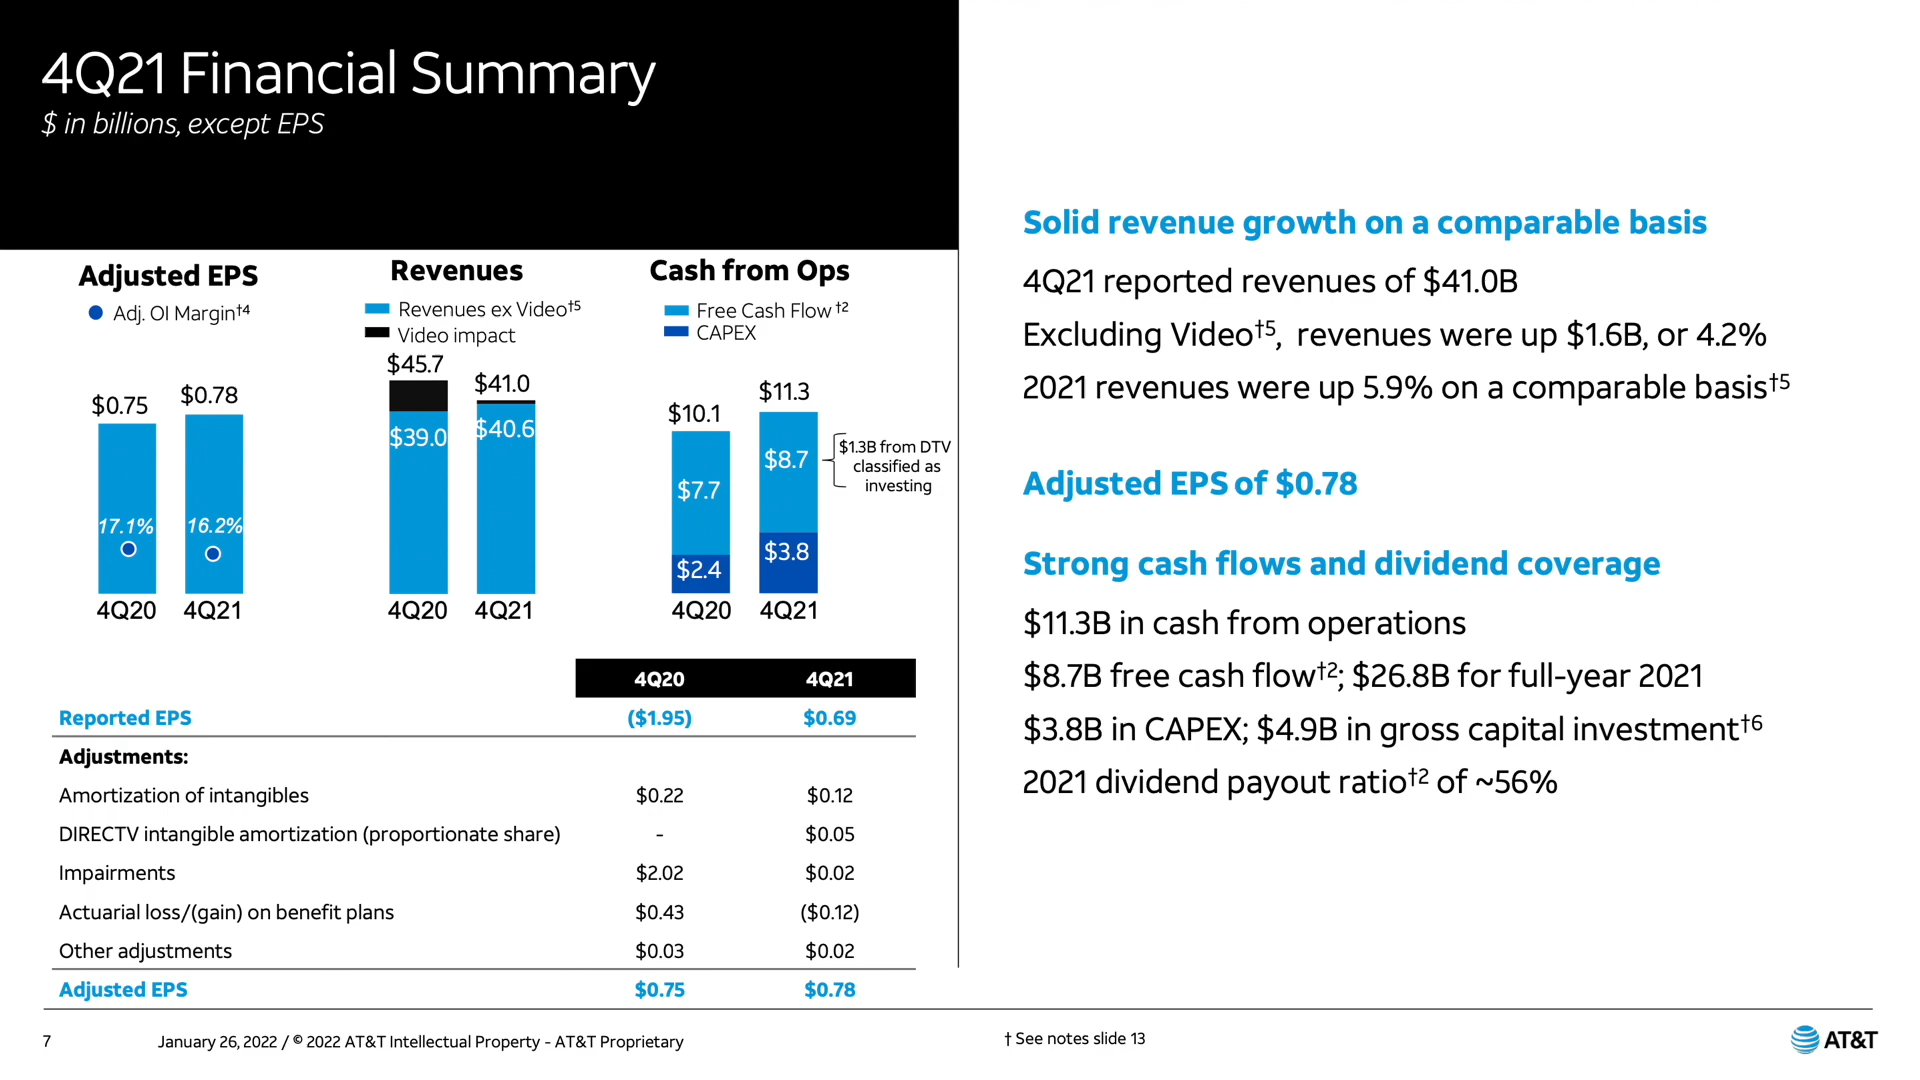 4Q21 Financial Summary
$ in billions, except EPS
Adjusted EPS
Adj. OI Margin†4
$0.75
$0.78
17.1%
16.2%
4Q20 4Q21
Revenues
Revenues ex Video†5
Video impact
$45.7
$41.0
$39.0
$40.6
4Q20 4Q21
Cash from Ops
Free Cash Flow †2
CAPEX
$10.1
$11.3
$7.7
$8.7
$2.4
$3.8
4Q20 4Q21
$1.3B from DTV
classified as
investing
4Q20 4Q21
Reported EPS ($1.95) $0.69
Adjustments:
Amortization of intangibles $0.22 $0.12
DIRECTV intangible amortization (proportionate share) - $0.05
Impairments $2.02 $0.02
Actuarial loss/(gain) on benefit plans $0.43 ($0.12)
Other adjustments $0.03 $0.02
Adjusted EPS $0.75 $0.78
Solid revenue growth on a comparable basis
4Q21 reported revenues of $41.0B
Excluding Video†5, revenues were up $1.6B, or 4.2%
2021 revenues were up 5.9% on a comparable basis†5
Adjusted EPS of $0.78
Strong cash flows and dividend coverage
$11.3B in cash from operations
$8.7B free cash flow†2; $26.8B for full-year 2021
$3.8B in CAPEX; $4.9B in gross capital investment†6
2021 dividend payout ratio†2 of ~56%
7 January 26, 2022 / © 2022 AT&T Intellectual Property - AT&T Proprietary
† See notes slide 13
AT&T